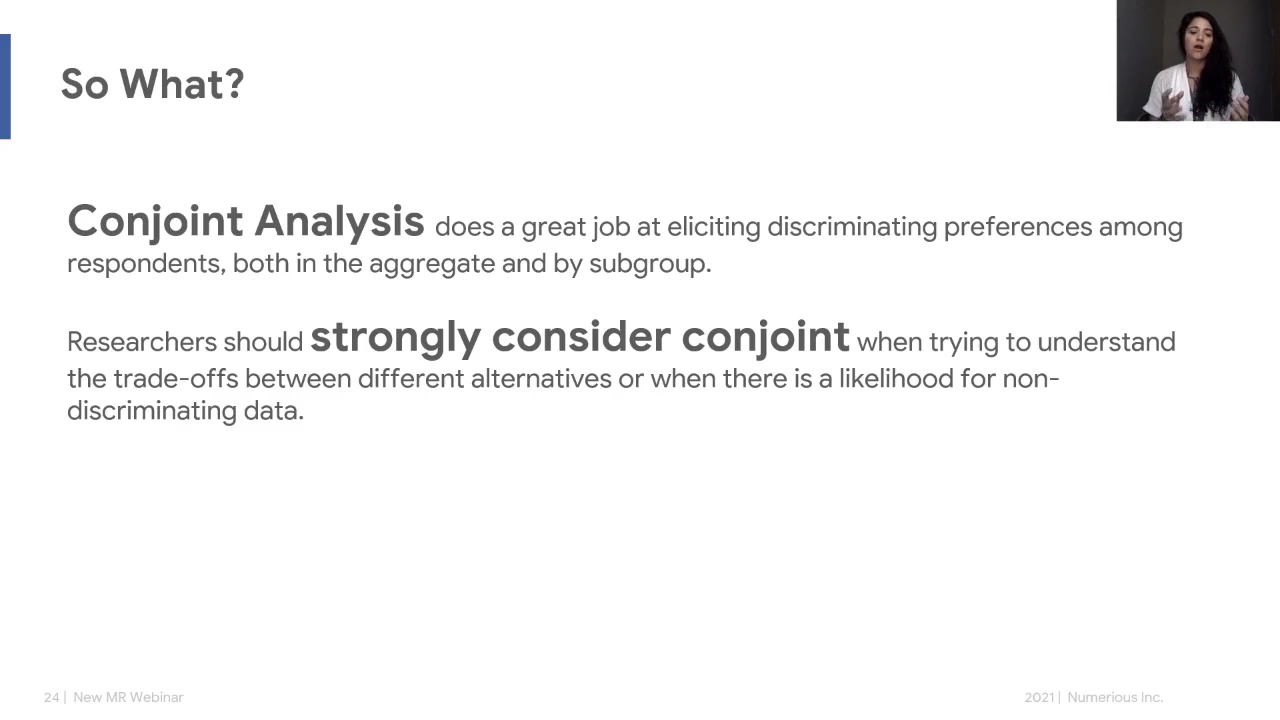 So What?
Conjoint Analysis does a great job at eliciting discriminating preferences among
respondents, both in the aggregate and by subgroup.
Researchers should strongly consider conjoint when trying to understand
the trade-offs between different alternatives or when there is a likelihood for non-
discriminating data.
24 | New MR Webinar
2021 | Numerious Inc.